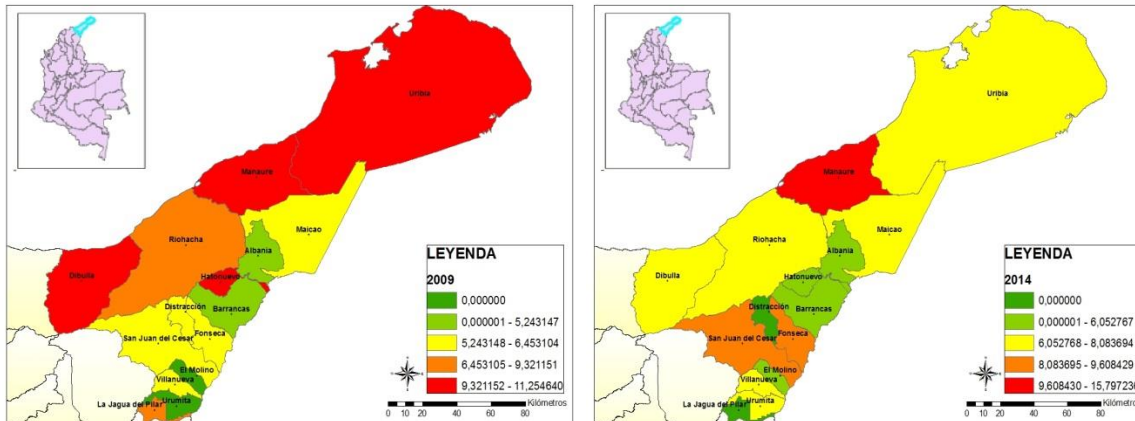 Uribia
Manaure
Riohacha
Maicao
Albania
Dibulla
Hatonuevo
Barrancas
Distracción
Fonseca
San Juan del Cesar
El Molino
Villanueva
La Jagua del Pilar
Urumita
LEYENDA
2009
0,000000
0,000001 - 5,243147
5,243148 - 6,453104
6,453105 - 9,321151
9,321152 - 11,254640
Kilómetros
0 10 20 40 60 80
Uribia
Manaure
Riohacha
Maicao
Albania
Dibulla
Hatonuevo
Barrancas
Distracción
Fonseca
San Juan del Cesar
El Molino
Villanueva
La Jagua del Pilar
Urumita
LEYENDA
2014
0,000000
0,000001 - 6,052767
6,052768 - 8,083694
8,083695 - 9,608429
9,608430 - 15,797236
Kilómetros
0 10 20 40 60 80